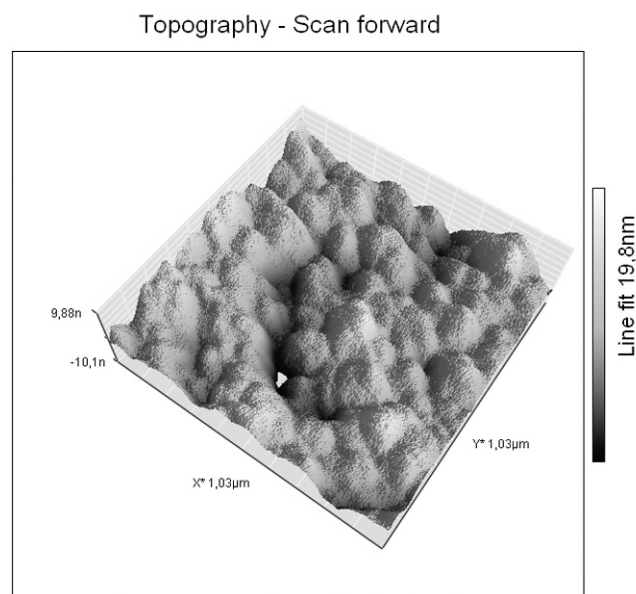 Topography - Scan forward
9,88n
-10,1n
X* 1,03µm
Y* 1,03µm
Line fit 19,8nm